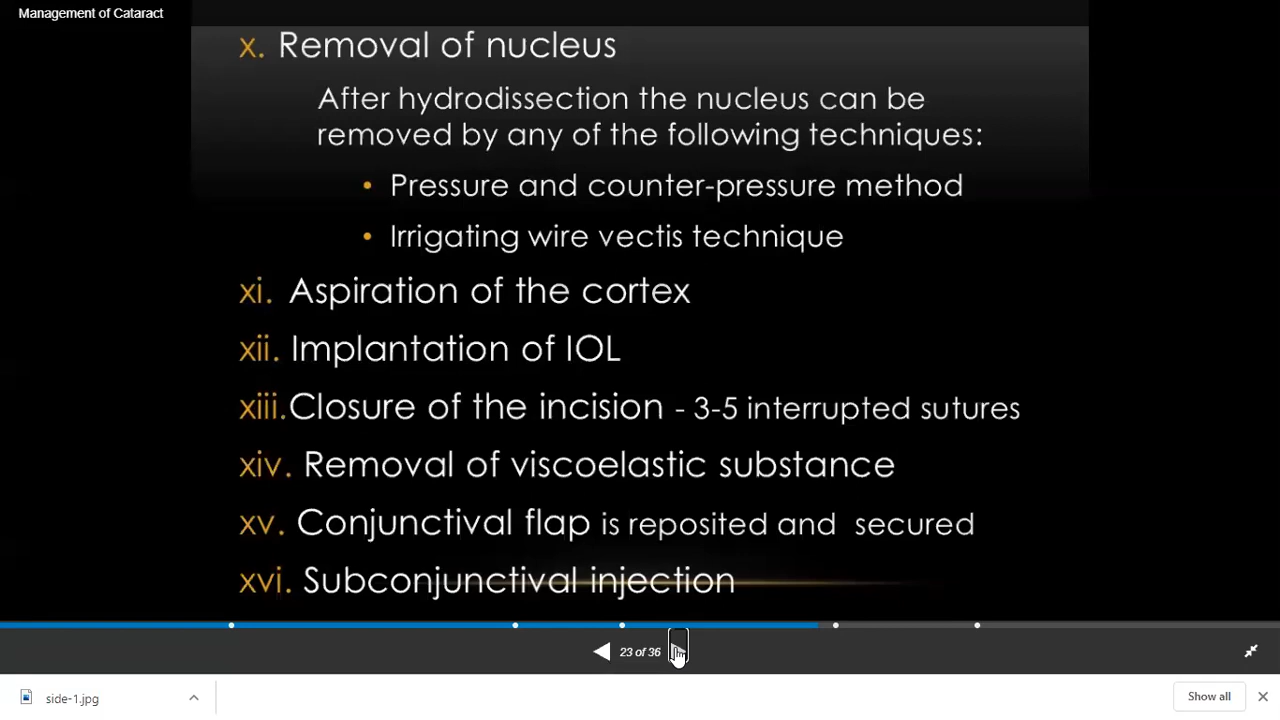 Management of Cataract
x. Removal of nucleus
After hydrodissection the nucleus can be
removed by any of the following techniques:
• Pressure and counter-pressure method
• Irrigating wire vectis technique
xi. Aspiration of the cortex
xii. Implantation of IOL
xiii.Closure of the incision - 3-5 interrupted sutures
xiv. Removal of viscoelastic substance
xv. Conjunctival flap is reposited and secured
xvi. Subconjunctival injection
23 of 36
side-1.jpg
Show all